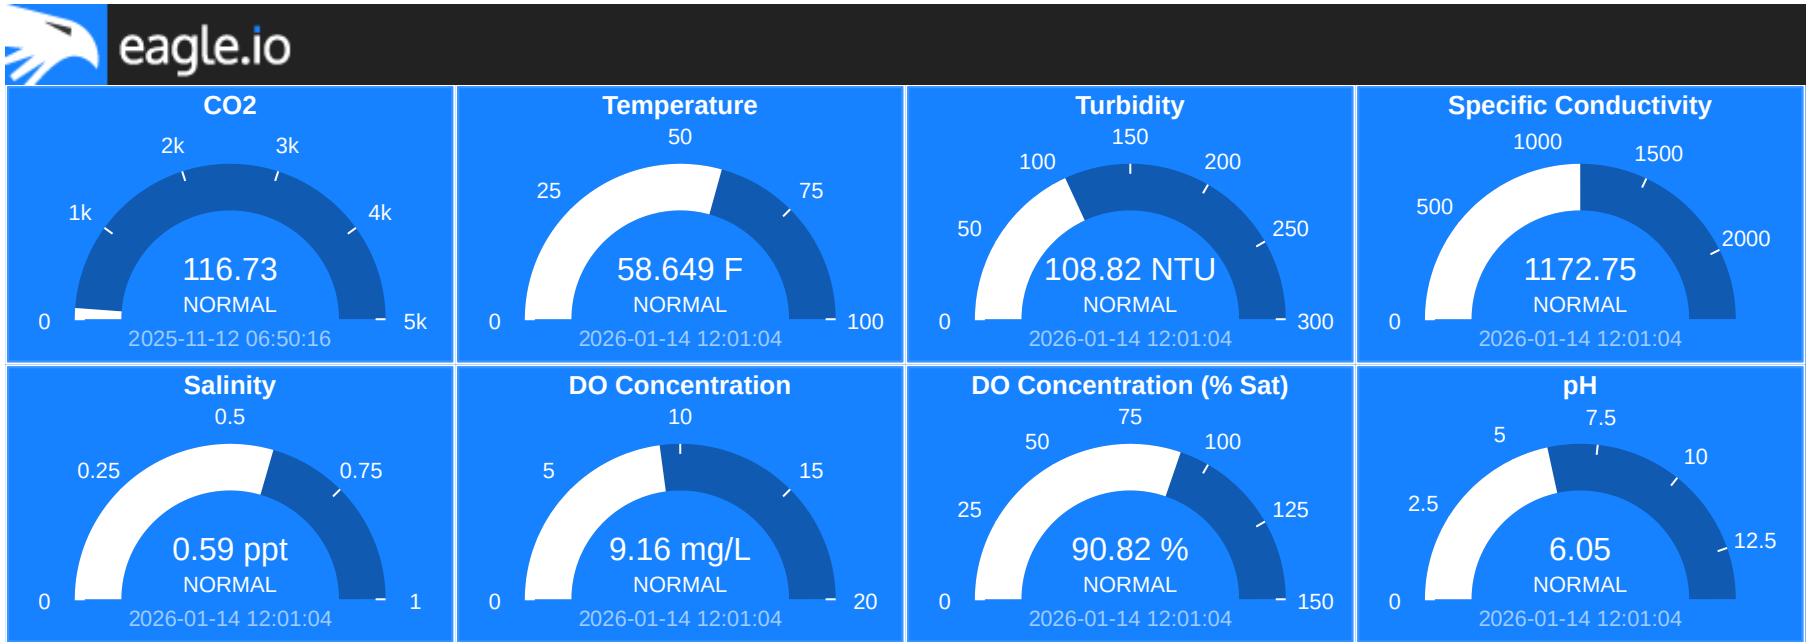 eagle.io
CO2
0
1k
2k
3k
4k
5k
116.73
NORMAL
2025-11-12 06:50:16
Temperature
0
25
50
75
100
58.649 F
NORMAL
2026-01-14 12:01:04
Turbidity
0
50
100
150
200
250
300
108.82 NTU
NORMAL
2026-01-14 12:01:04
Specific Conductivity
0
500
1000
1500
2000
1172.75
NORMAL
2026-01-14 12:01:04
Salinity
0
0.25
0.5
0.75
1
0.59 ppt
NORMAL
2026-01-14 12:01:04
DO Concentration
0
5
10
15
20
9.16 mg/L
NORMAL
2026-01-14 12:01:04
DO Concentration (% Sat)
0
25
50
75
100
125
150
90.82 %
NORMAL
2026-01-14 12:01:04
pH
0
2.5
5
7.5
10
12.5
6.05
NORMAL
2026-01-14 12:01:04